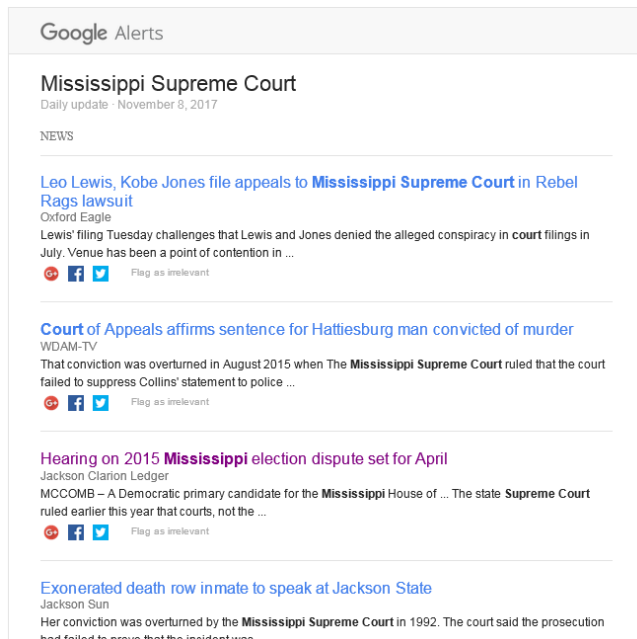 Google Alerts
Mississippi Supreme Court
Daily update · November 8, 2017
NEWS
Leo Lewis, Kobe Jones file appeals to Mississippi Supreme Court in Rebel
Rags lawsuit
Oxford Eagle
Lewis' filing Tuesday challenges that Lewis and Jones denied the alleged conspiracy in court filings in
July. Venue has been a point of contention in ...
Flag as irrelevant
Court of Appeals affirms sentence for Hattiesburg man convicted of murder
WDAM-TV
That conviction was overturned in August 2015 when The Mississippi Supreme Court ruled that the court
failed to suppress Collins' statement to police ...
Flag as irrelevant
Hearing on 2015 Mississippi election dispute set for April
Jackson Clarion Ledger
MCCOMB – A Democratic primary candidate for the Mississippi House of ... The state Supreme Court
ruled earlier this year that courts, not the ...
Flag as irrelevant
Exonerated death row inmate to speak at Jackson State
Jackson Sun
Her conviction was overturned by the Mississippi Supreme Court in 1992. The court said the prosecution
had failed to prove that the incident was